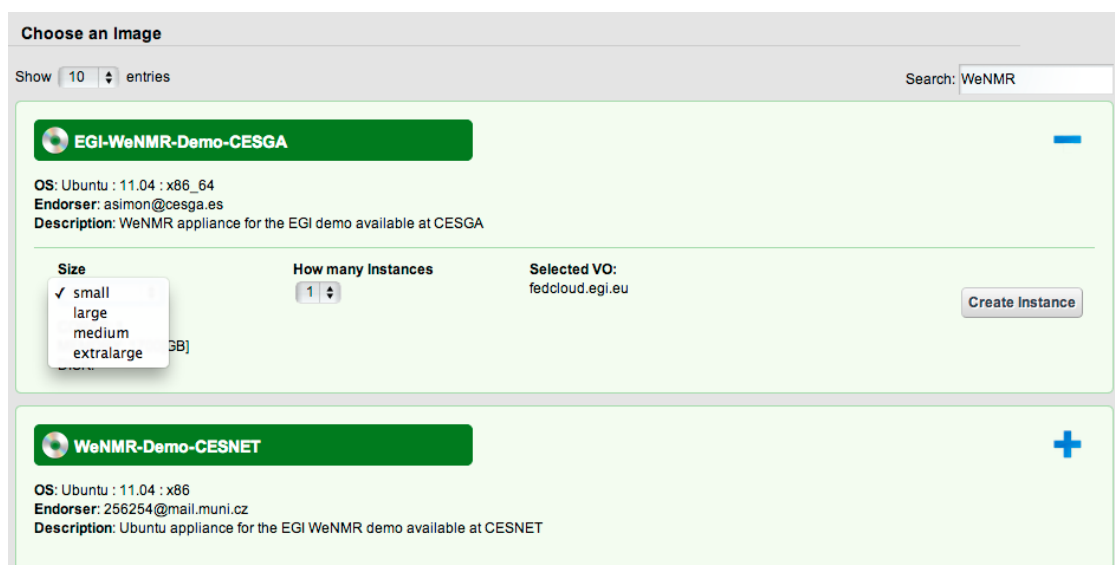 Choose an Image
Show 10 entries Search: WeNMR
EGI-WeNMR-Demo-CESGA
OS: Ubuntu : 11.04 : x86_64
Endorser: asimon@cesga.es
Description: WeNMR appliance for the EGI demo available at CESGA
Size How many Instances Selected VO:
✓ small 1 fedcloud.egi.eu
large Create Instance
medium
extralarge GB]
WeNMR-Demo-CESNET
OS: Ubuntu : 11.04 : x86
Endorser: 256254@mail.muni.cz
Description: Ubuntu appliance for the EGI WeNMR demo available at CESNET